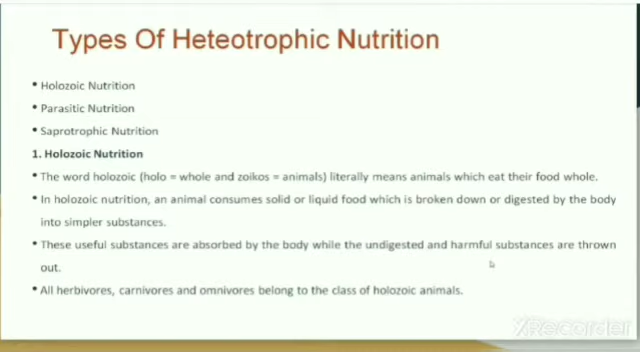 Types Of Heteotrophic Nutrition
• Holozoic Nutrition
• Parasitic Nutrition
• Saprotrophic Nutrition
1. Holozoic Nutrition
• The word holozoic (holo = whole and zoikos = animals) literally means animals which eat their food whole.
• In holozoic nutrition, an animal consumes solid or liquid food which is broken down or digested by the body
into simpler substances.
• These useful substances are absorbed by the body while the undigested and harmful substances are thrown
out.
• All herbivores, carnivores and omnivores belong to the class of holozoic animals.
XRecorder